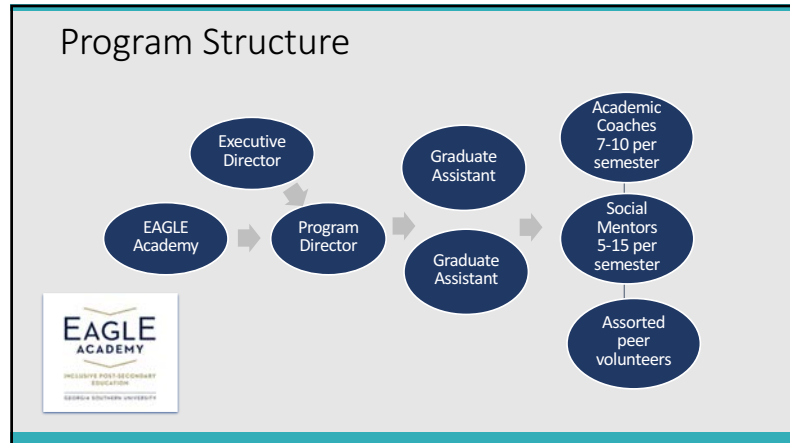 Program Structure
Executive
Director
EAGLE
Academy
Program
Director
Graduate
Assistant
Graduate
Assistant
Academic
Coaches
7-10 per
semester
Social
Mentors
5-15 per
semester
Assorted
peer
volunteers
EAGLE
ACADEMY
INCLUSIVE POST-SECONDARY
EDUCATION
GEORGIA SOUTHERN UNIVERSITY